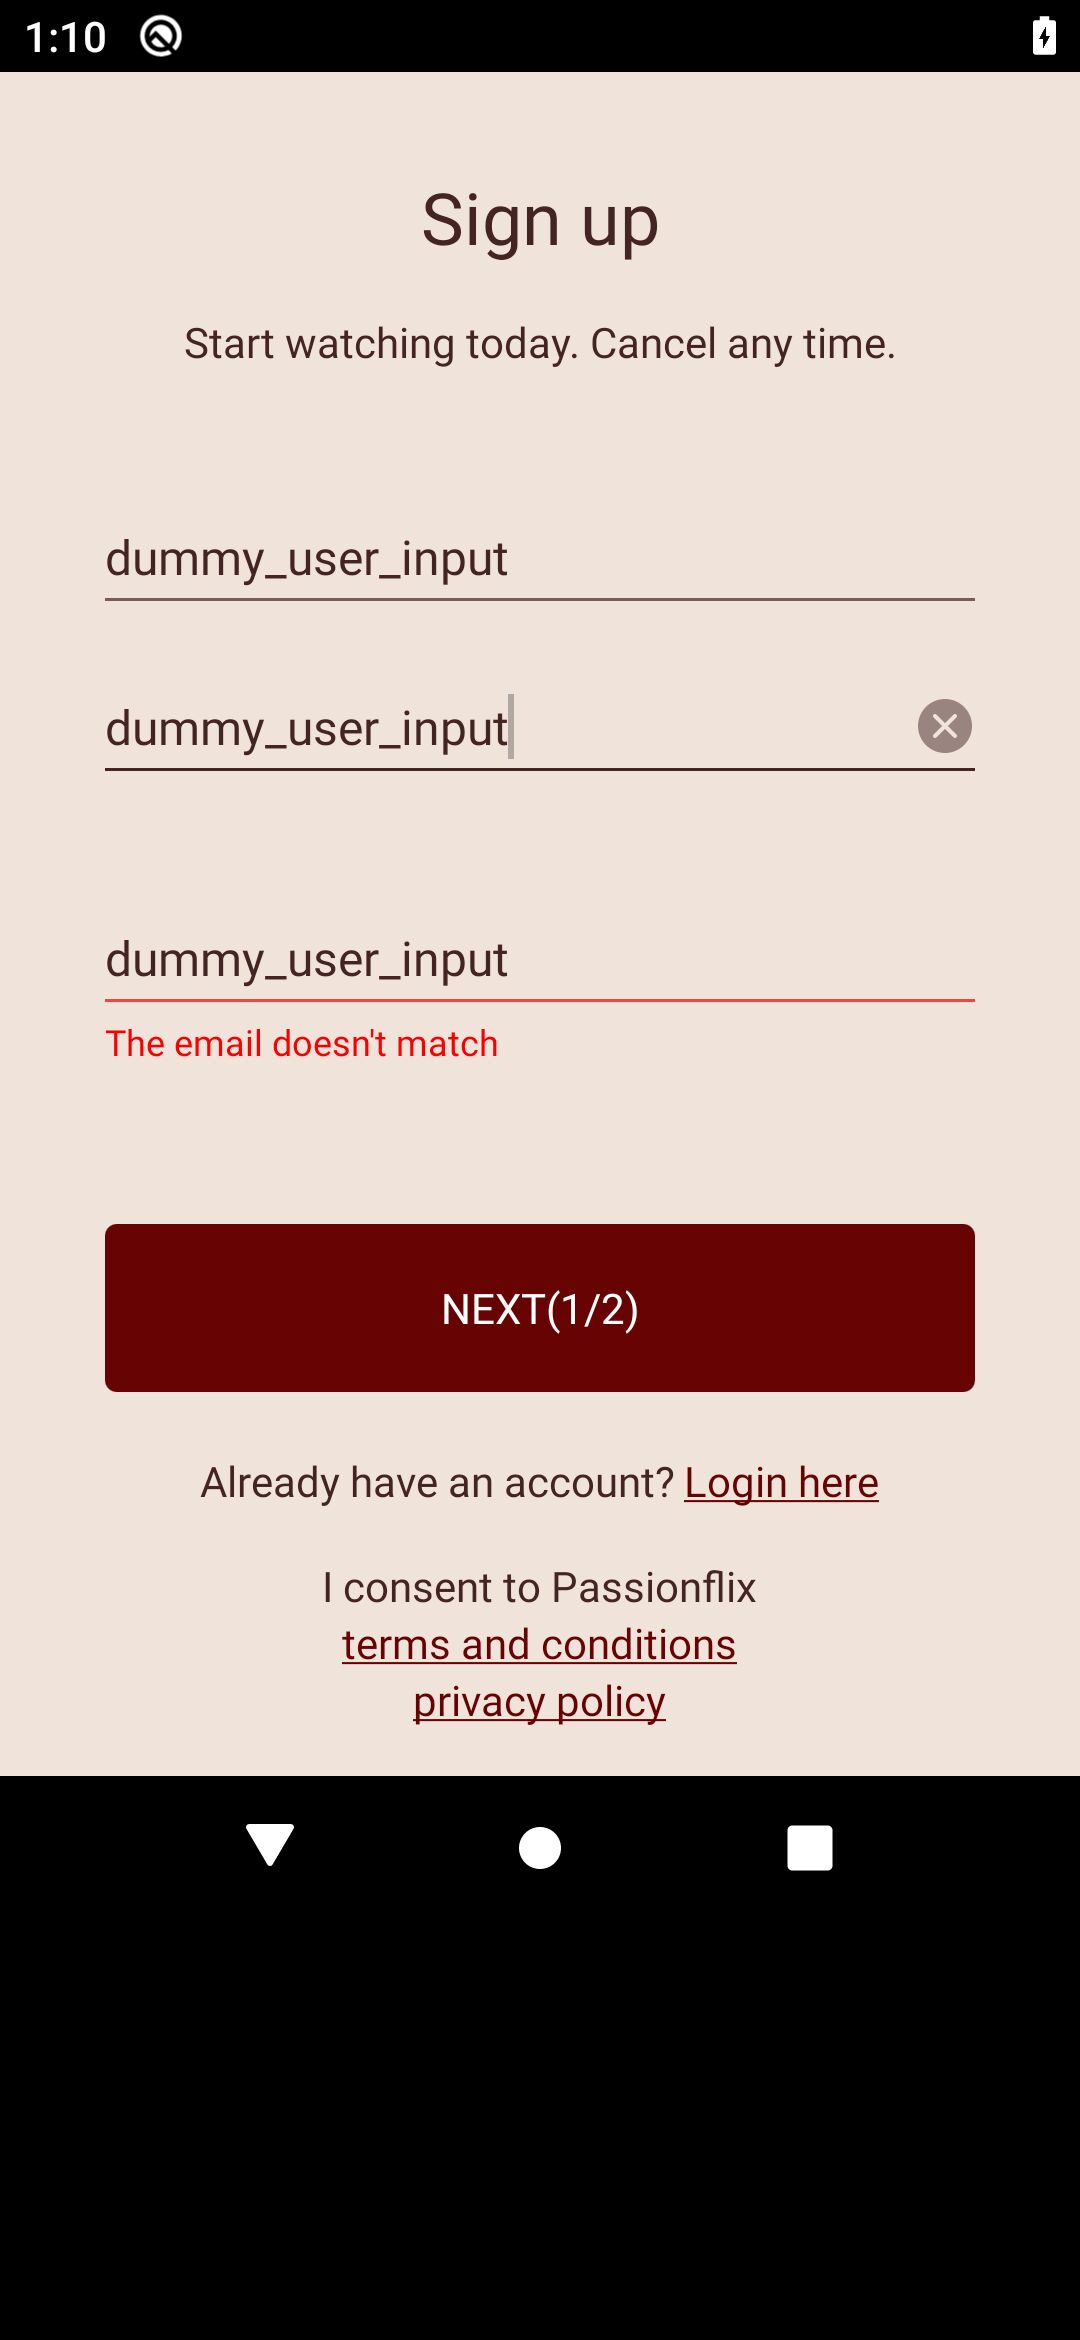 1:10
Sign up
Start watching today. Cancel any time.
dummy_user_input
dummy_user_input
dummy_user_input
The email doesn't match
NEXT(1/2)
Already have an account? Login here
I consent to Passionflix
terms and conditions
privacy policy